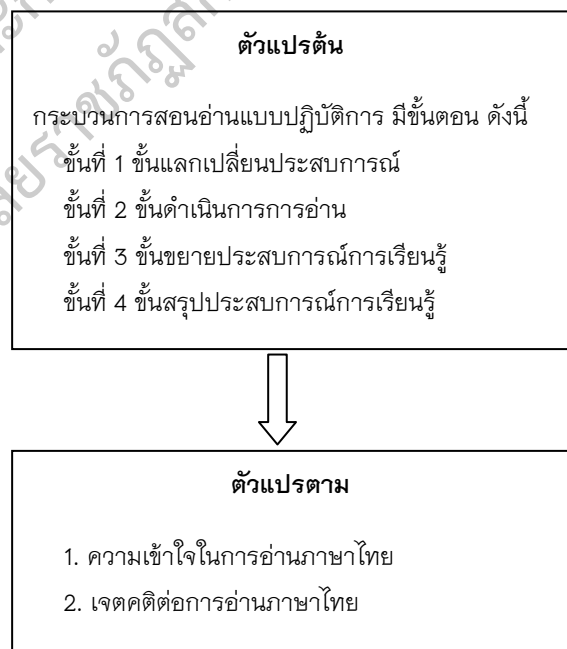 ตัวแปรต้น
กระบวนการสอนอ่านแบบปฏิบัติการ มีขั้นตอน ดังนี้
ขั้นที่ 1 ขั้นแลกเปลี่ยนประสบการณ์
ขั้นที่ 2 ขั้นดำเนินการการอ่าน
ขั้นที่ 3 ขั้นขยายประสบการณ์การเรียนรู้
ขั้นที่ 4 ขั้นสรุปประสบการณ์การเรียนรู้
ตัวแปรตาม
1. ความเข้าใจในการอ่านภาษาไทย
2. เจตคติต่อการอ่านภาษาไทย